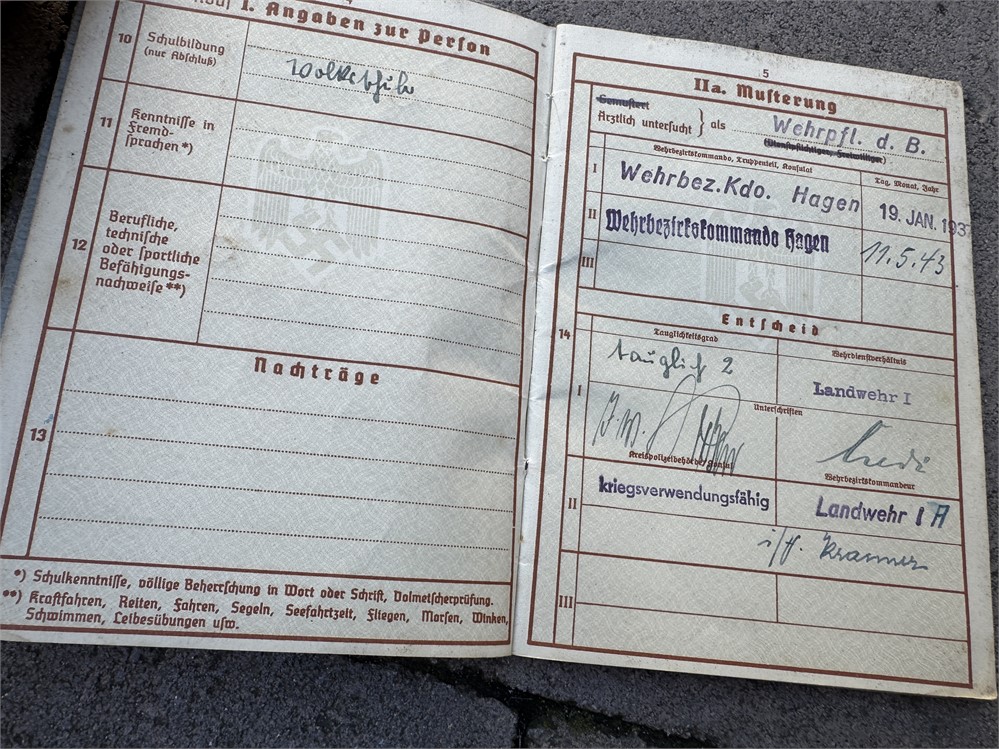 I. Angaben zur Person
10 Schulbildung
(nur Abschluß)
Volksschule
11 Kenntnisse in
Fremd-
sprachen*)
12 Berufliche,
technische
oder sportliche
Befähigungs-
nachweise**)
Nachträge
13
*) Schulkenntnisse, völlige Beherrschung in Wort oder Schrift, Dolmetscherprüfung.
**) Kraftfahren, Reiten, Fahren, Segeln, Seefahrtzeit, Fliegen, Morsen, Winken,
Schwimmen, Leibesübungen usw.
5
IIa. Musterung
Gemustert
Ärztlich untersucht } als Wehrpfl. d. B.
(Dienstpflichtiger, Freiwilliger)
Wehrbezirkskommando, Truppenteil, Konsulat
Tag, Monat, Jahr
I Wehrbez.Kdo. Hagen 19. JAN. 1937
II Wehrbezirkskommando Hagen 11.5.43
III
Entscheid
14 Tauglichkeitsgrad Wehrdienstverhältnis
I tauglich 2 Landwehr I
Unterschriften
J.W.
Kreispolizeibehörde
Wehrbezirkskommandeur
II kriegsverwendungsfähig Landwehr I A
III